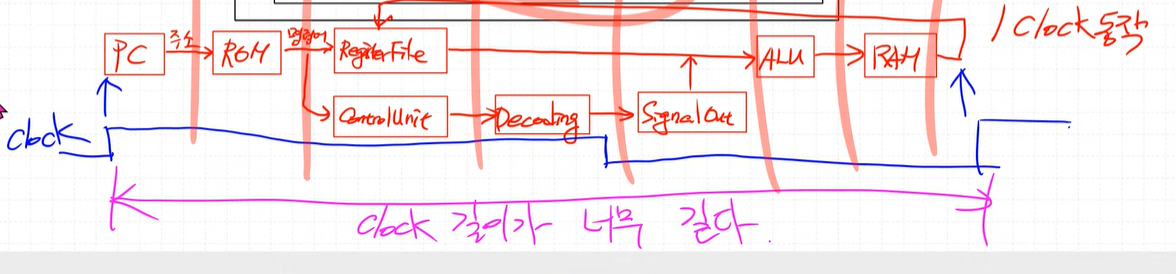 1 Clock 동작
PC 주소 ROM 명령어 RegisterFile ALU RAM
ControlUnit Decoding SignalOut
clock
clock 길이가 너무 길다.